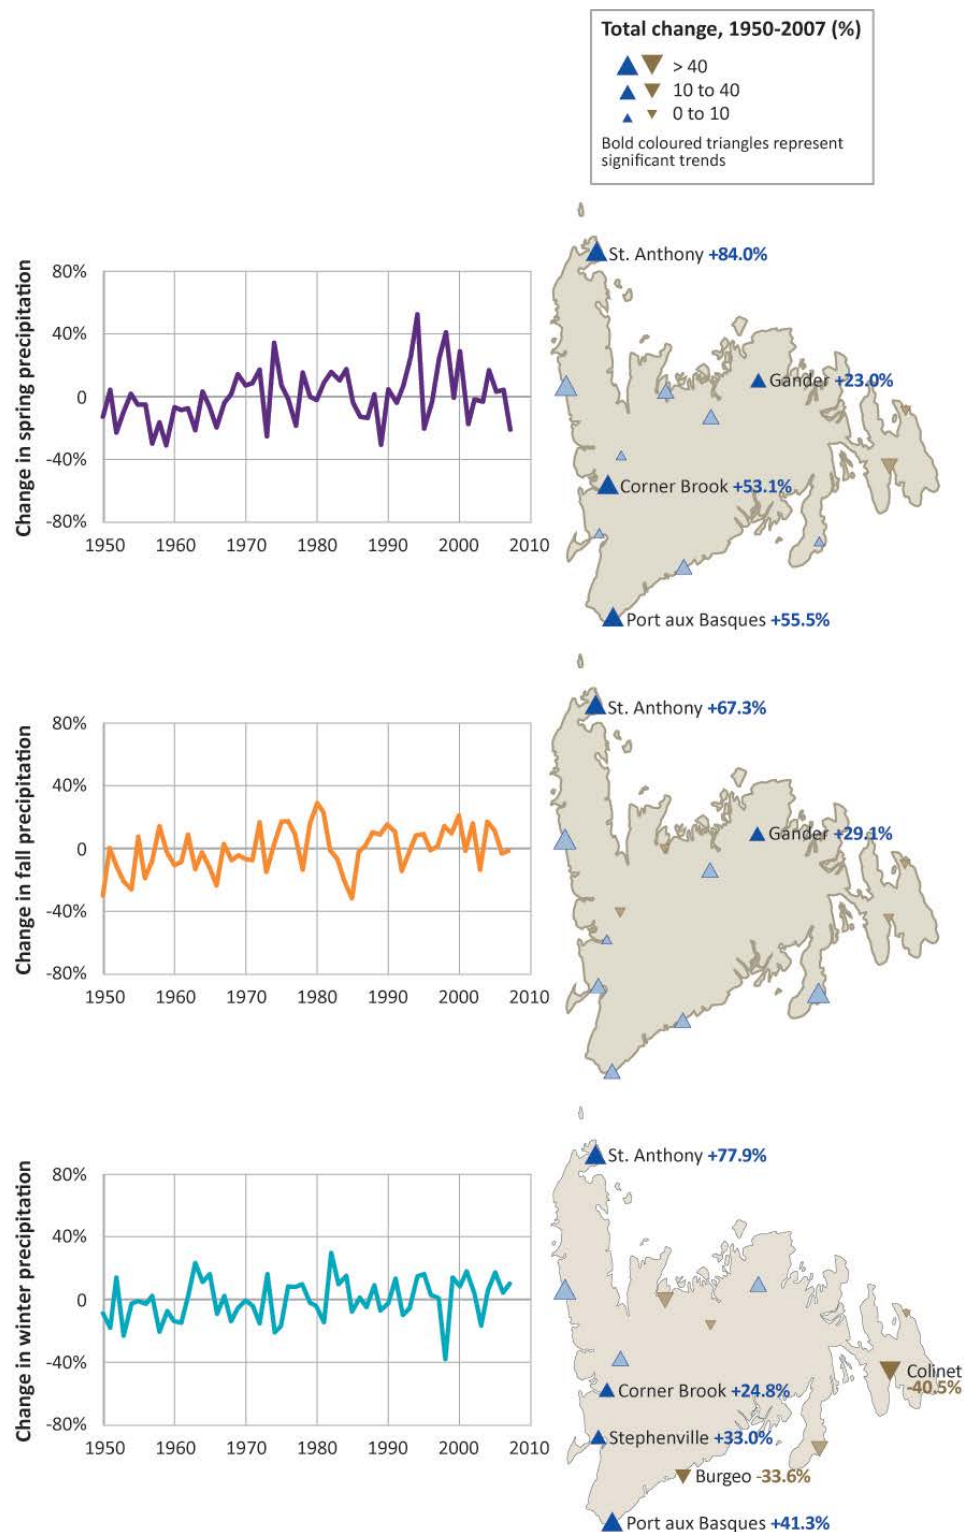 Total change, 1950-2007 (%)
> 40
10 to 40
0 to 10
Bold coloured triangles represent
significant trends
Change in spring precipitation
80%
40%
0
-40%
-80%
1950 1960 1970 1980 1990 2000 2010
St. Anthony +84.0%
Gander +23.0%
Corner Brook +53.1%
Port aux Basques +55.5%
Change in fall precipitation
80%
40%
0
-40%
-80%
1950 1960 1970 1980 1990 2000 2010
St. Anthony +67.3%
Gander +29.1%
Change in winter precipitation
80%
40%
0
-40%
-80%
1950 1960 1970 1980 1990 2000 2010
St. Anthony +77.9%
Colinet
-40.5%
Corner Brook +24.8%
Stephenville +33.0%
Burgeo -33.6%
Port aux Basques +41.3%